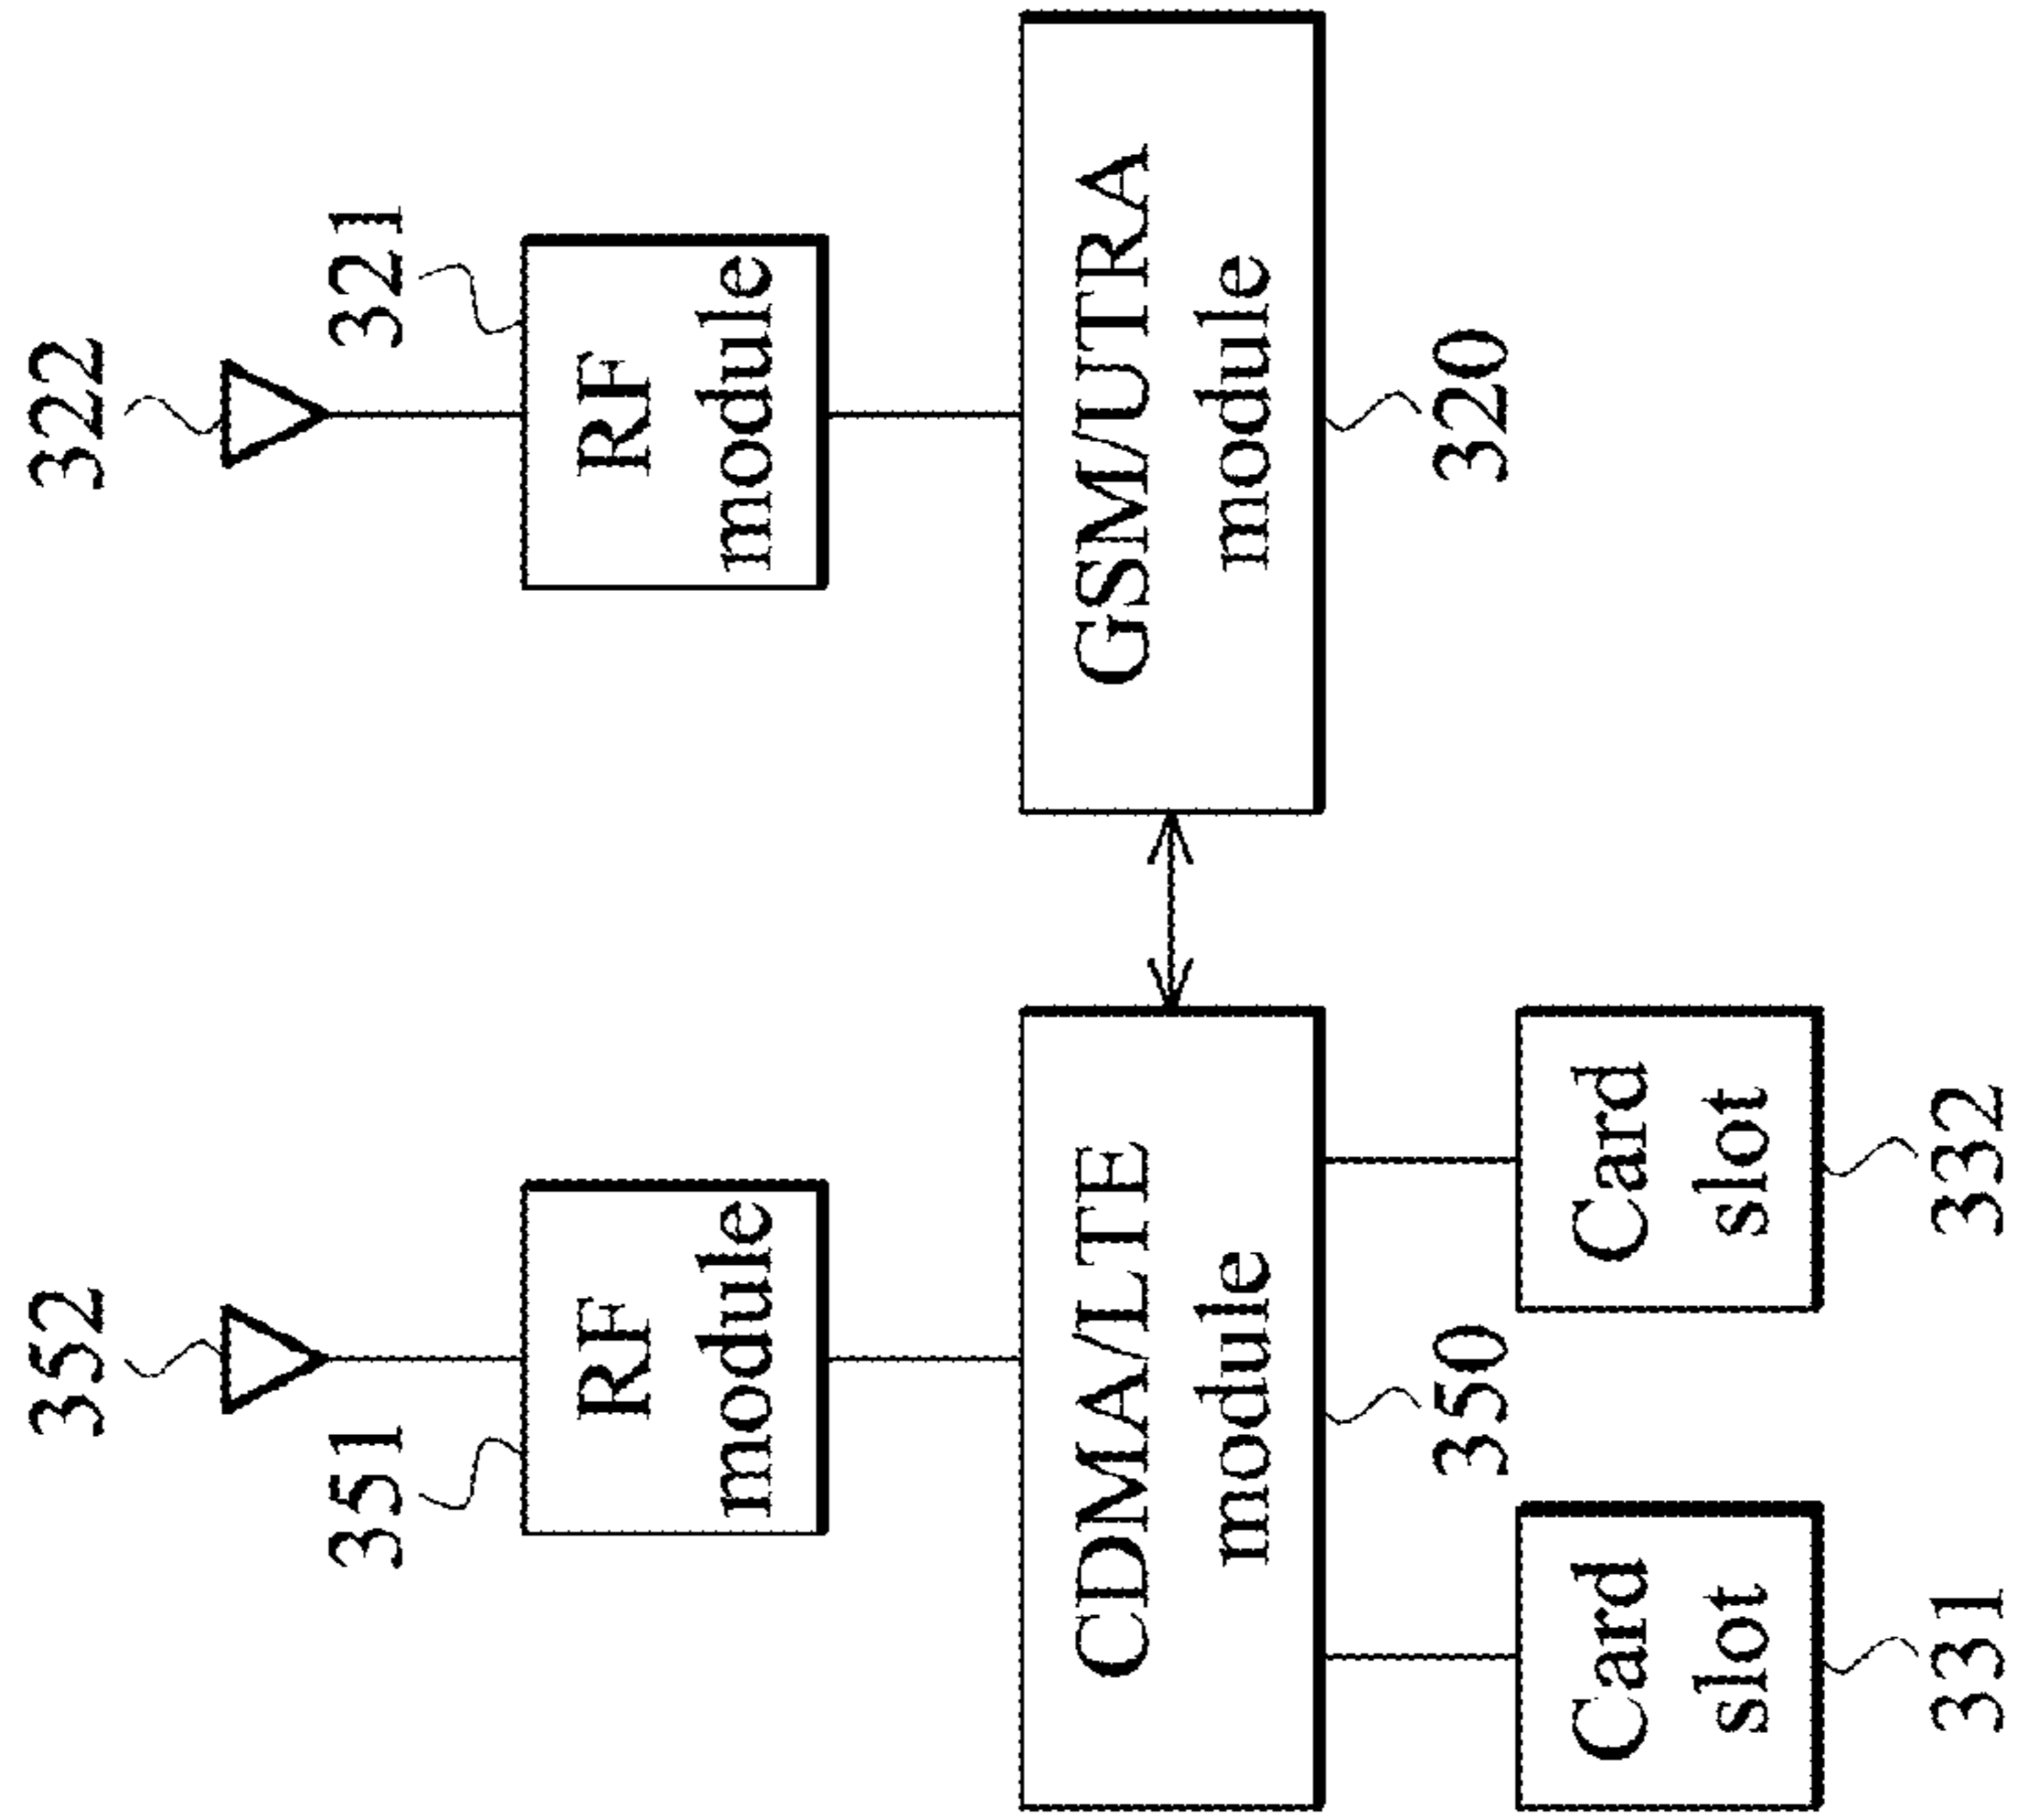 352
322
351
321
RF
module
RF
module
CDMA/LTE
module
GSM/UTRA
module
350
320
Card
slot
Card
slot
331
332